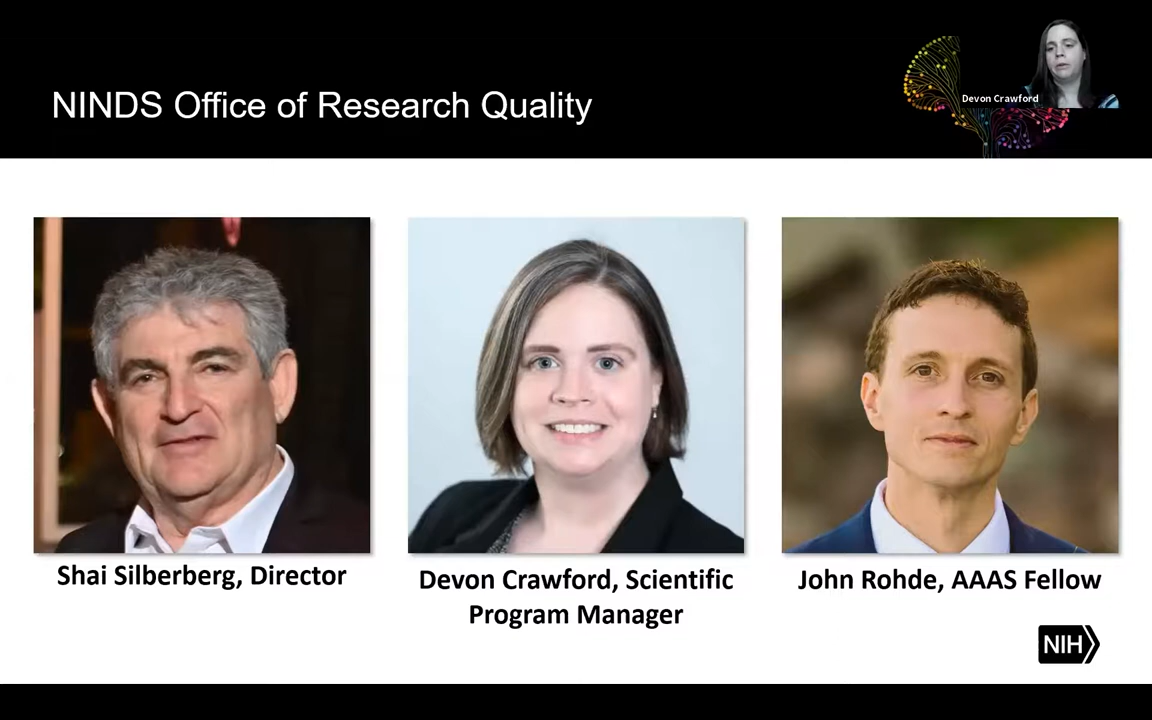 NINDS Office of Research Quality
Devon Crawford
Shai Silberberg, Director
Devon Crawford, Scientific
Program Manager
John Rohde, AAAS Fellow
NIH